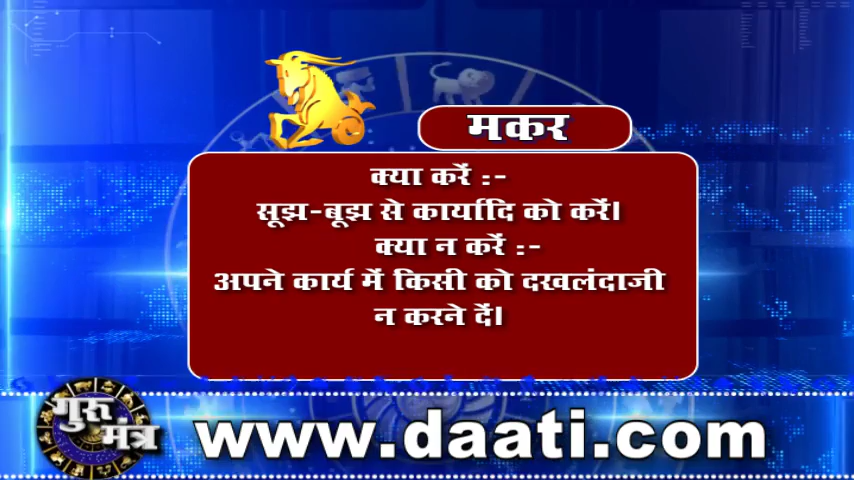 मकर
क्या करें :-
सूझ-बूझ से कार्यादि को करें।
क्या न करें :-
अपने कार्य में किसी को दखलंदाजी
न करने दें।
गुरु
मंत्र
www.daati.com